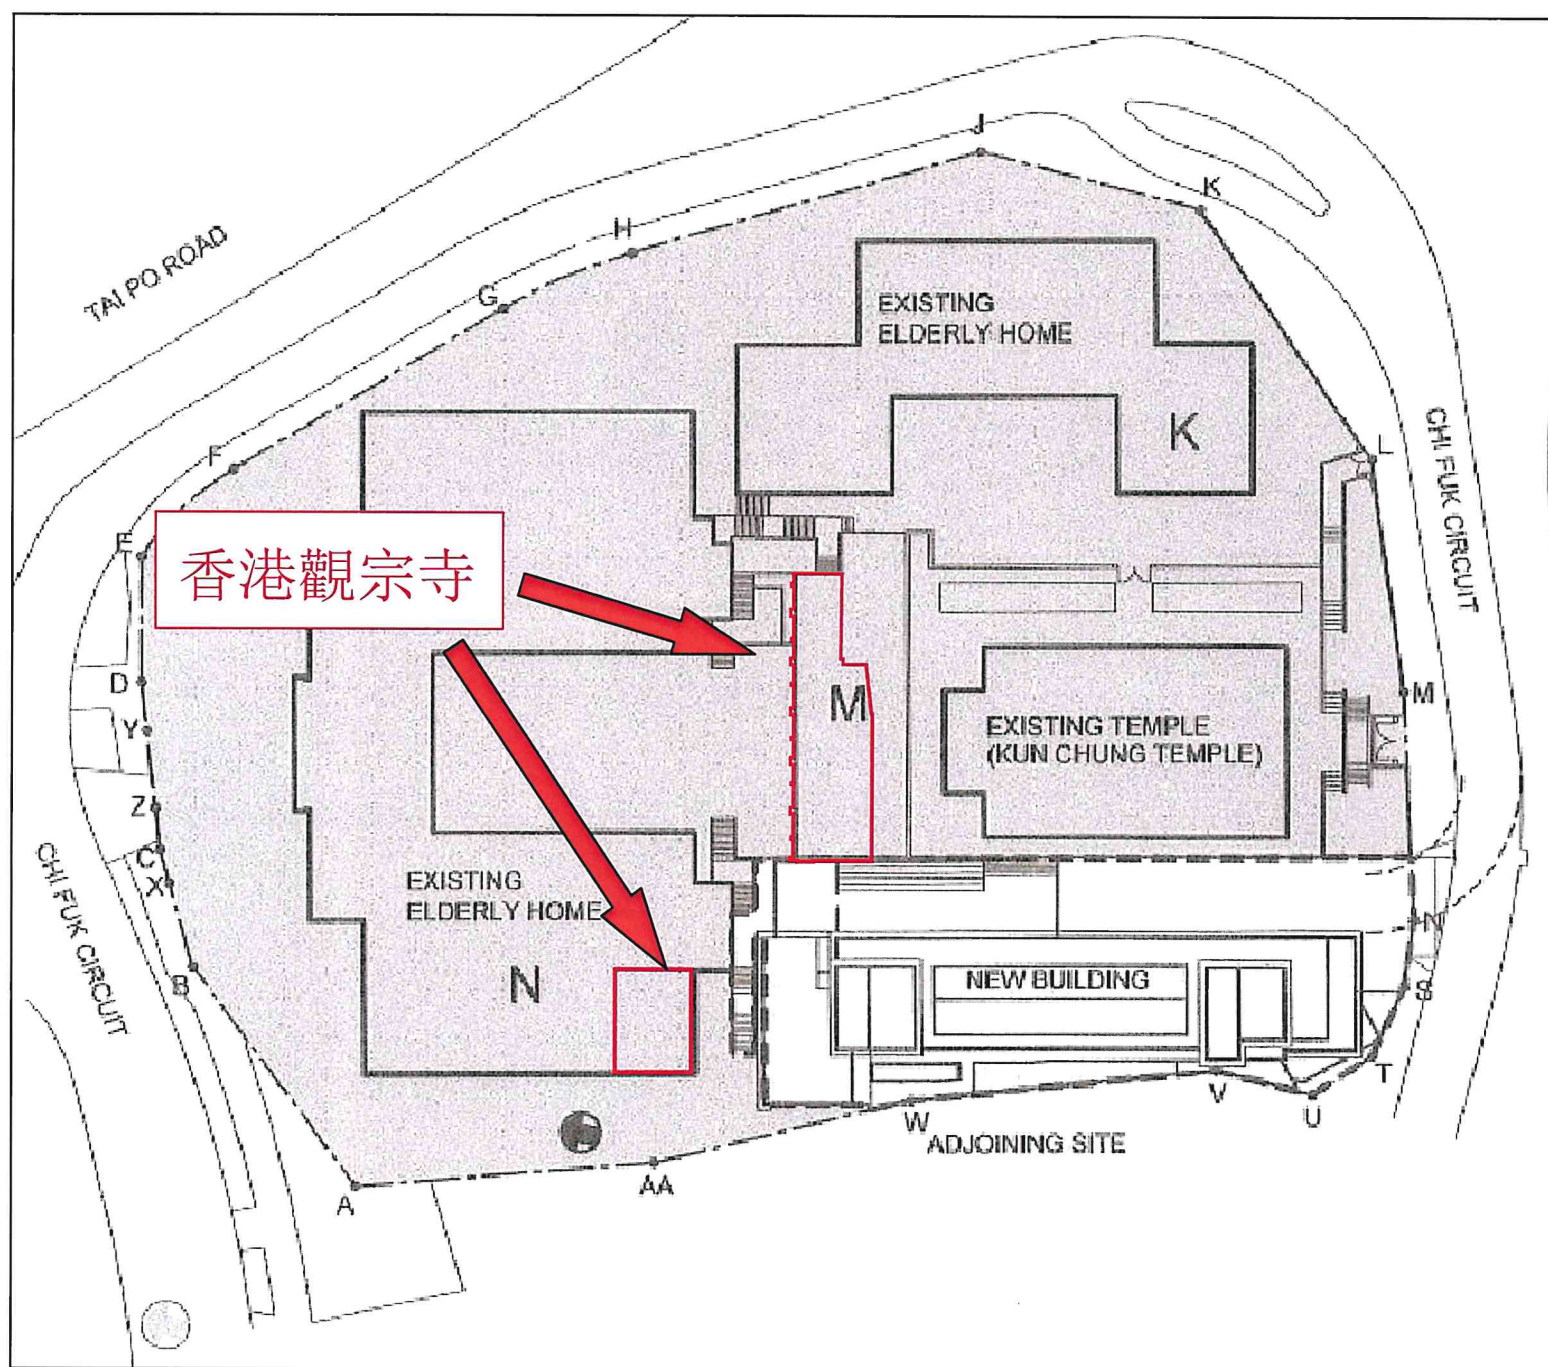 J
K
H
TAI PO ROAD
G
EXISTING
ELDERLY HOME
K
CHI FUK CIRCUIT
L
F
E
香港觀宗寺
D
M
M
Y
EXISTING TEMPLE
(KUN CHUNG TEMPLE)
Z
C
X
CHI FUK CIRCUIT
EXISTING
ELDERLY HOME
N
B
N
NEW BUILDING
S
T
V
U
W
ADJOINING SITE
AA
A